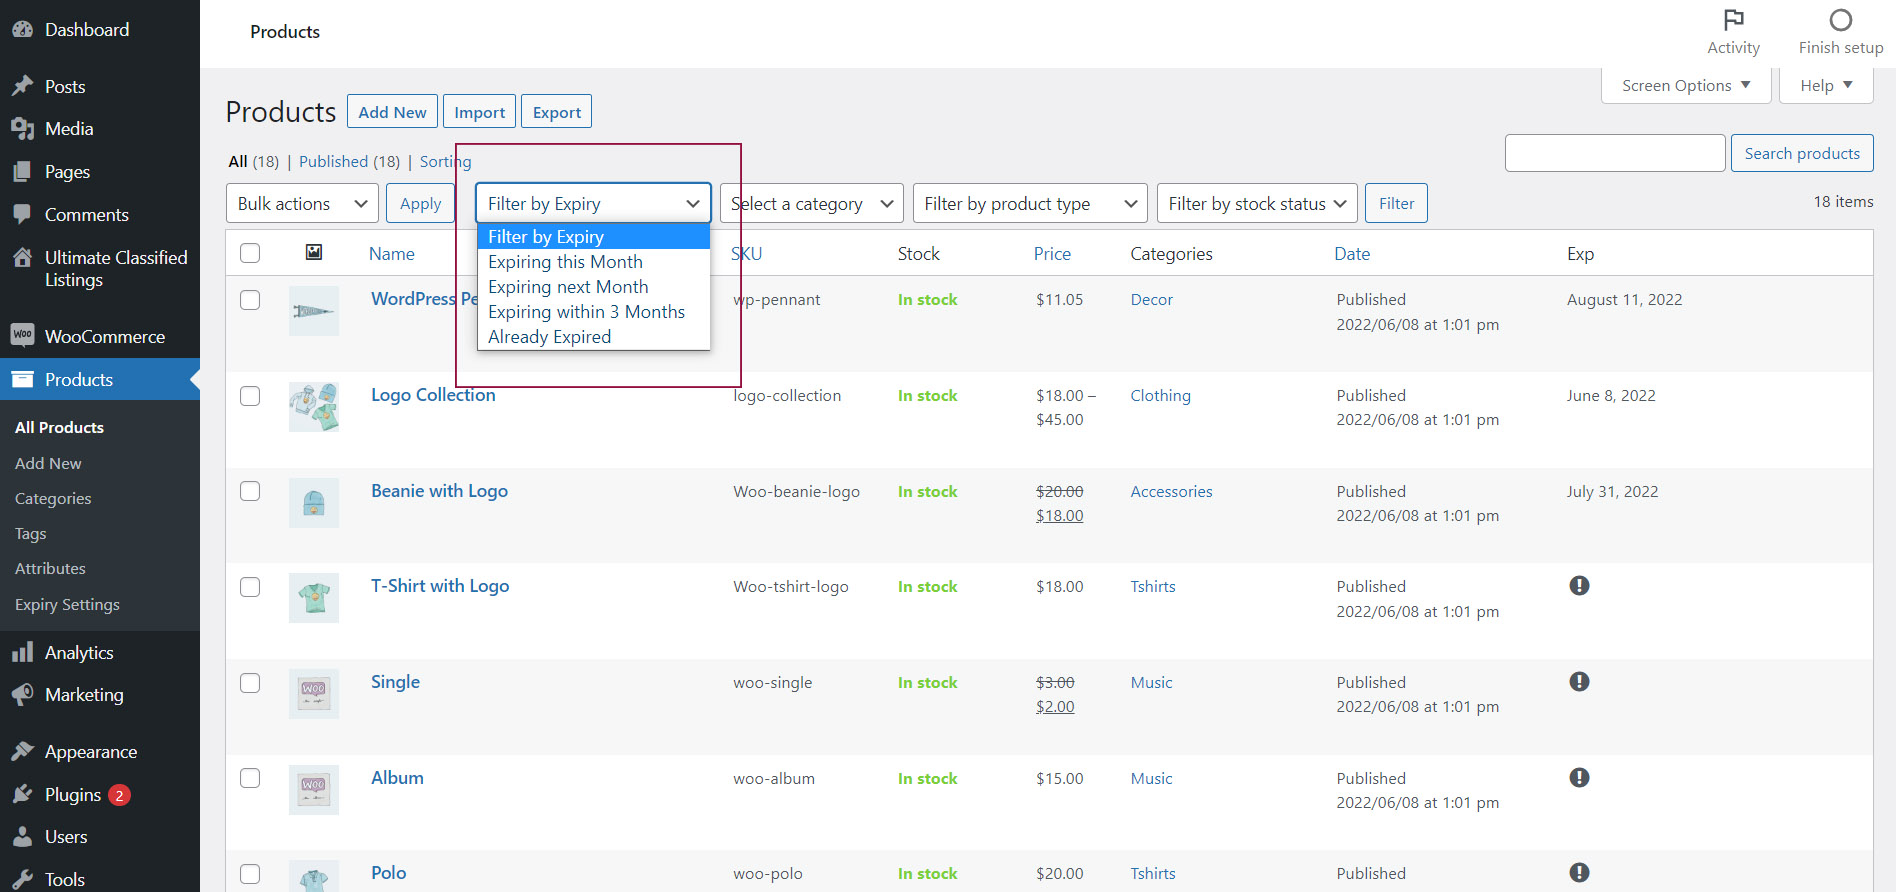 Dashboard
Posts
Media
Pages
Comments
Ultimate Classified
Listings
WooCommerce
Products
All Products
Add New
Categories
Tags
Attributes
Expiry Settings
Analytics
Marketing
Appearance
Plugins 2
Users
Tools
Products
Activity
Finish setup
Screen Options
Help
Products Add New Import Export
All (18) | Published (18) | Sorting
Search products
Bulk actions Apply Filter by Expiry Select a category Filter by product type Filter by stock status Filter 18 items
Filter by Expiry
Expiring this Month
Expiring next Month
Expiring within 3 Months
Already Expired
Name SKU Stock Price Categories Date Exp
WordPress Pe wp-pennant In stock $11.05 Decor Published August 11, 2022
2022/06/08 at 1:01 pm
Logo Collection logo-collection In stock $18.00 – Clothing Published June 8, 2022
$45.00 2022/06/08 at 1:01 pm
Beanie with Logo Woo-beanie-logo In stock $20.00 Accessories Published July 31, 2022
$18.00 2022/06/08 at 1:01 pm
T-Shirt with Logo Woo-tshirt-logo In stock $18.00 Tshirts Published
2022/06/08 at 1:01 pm
Single woo-single In stock $3.00 Music Published
$2.00 2022/06/08 at 1:01 pm
Album woo-album In stock $15.00 Music Published
2022/06/08 at 1:01 pm
Polo woo-polo In stock $20.00 Tshirts Published